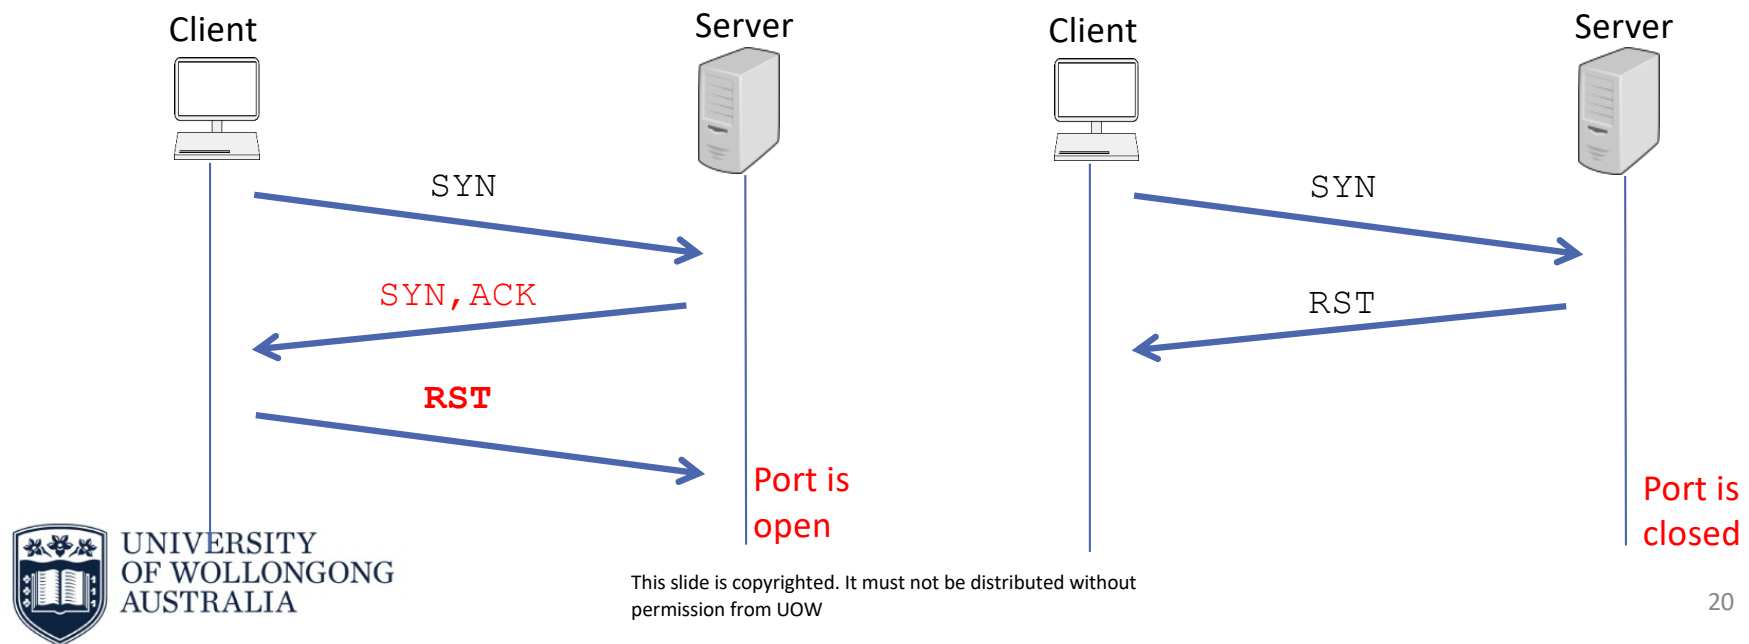 Client
Server
SYN
SYN,ACK
RST
Port is
open
Client
Server
SYN
RST
Port is
closed
UNIVERSITY
OF WOLLONGONG
AUSTRALIA
This slide is copyrighted. It must not be distributed without
permission from UOW
20